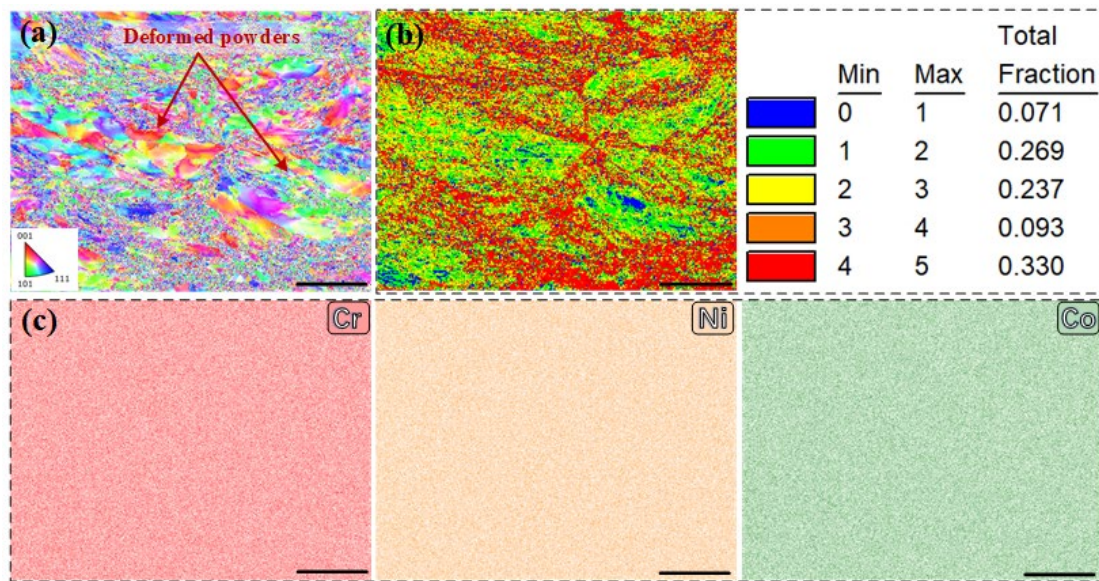 (a)
Deformed powders
001
111
101
(b)
Total
Min Max Fraction
0 1 0.071
1 2 0.269
2 3 0.237
3 4 0.093
4 5 0.330
(c)
Cr
Ni
Co